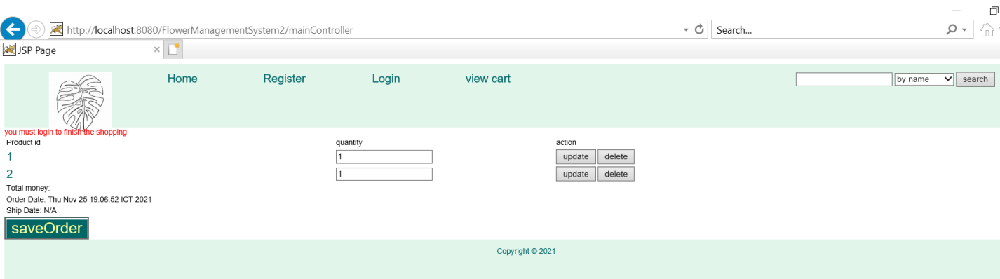 http://localhost:8080/FlowerManagementSystem2/mainController
Search...
JSP Page
Home Register Login view cart by name search
you must login to finish the shopping
Product id quantity action
1 1 update delete
2 1 update delete
Total money:
Order Date: Thu Nov 25 19:06:52 ICT 2021
Ship Date: N/A
saveOrder
Copyright © 2021